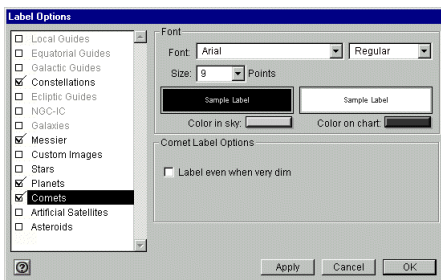 Label Options
Local Guides
Equatorial Guides
Galactic Guides
Constellations
Ecliptic Guides
NGC-IC
Galaxies
Messier
Custom Images
Stars
Planets
Comets
Artificial Satellites
Asteroids
Font
Font: Arial Regular
Size: 9 Points
Sample Label Sample Label
Color in sky: Color on chart:
Comet Label Options
Label even when very dim
? Apply Cancel OK